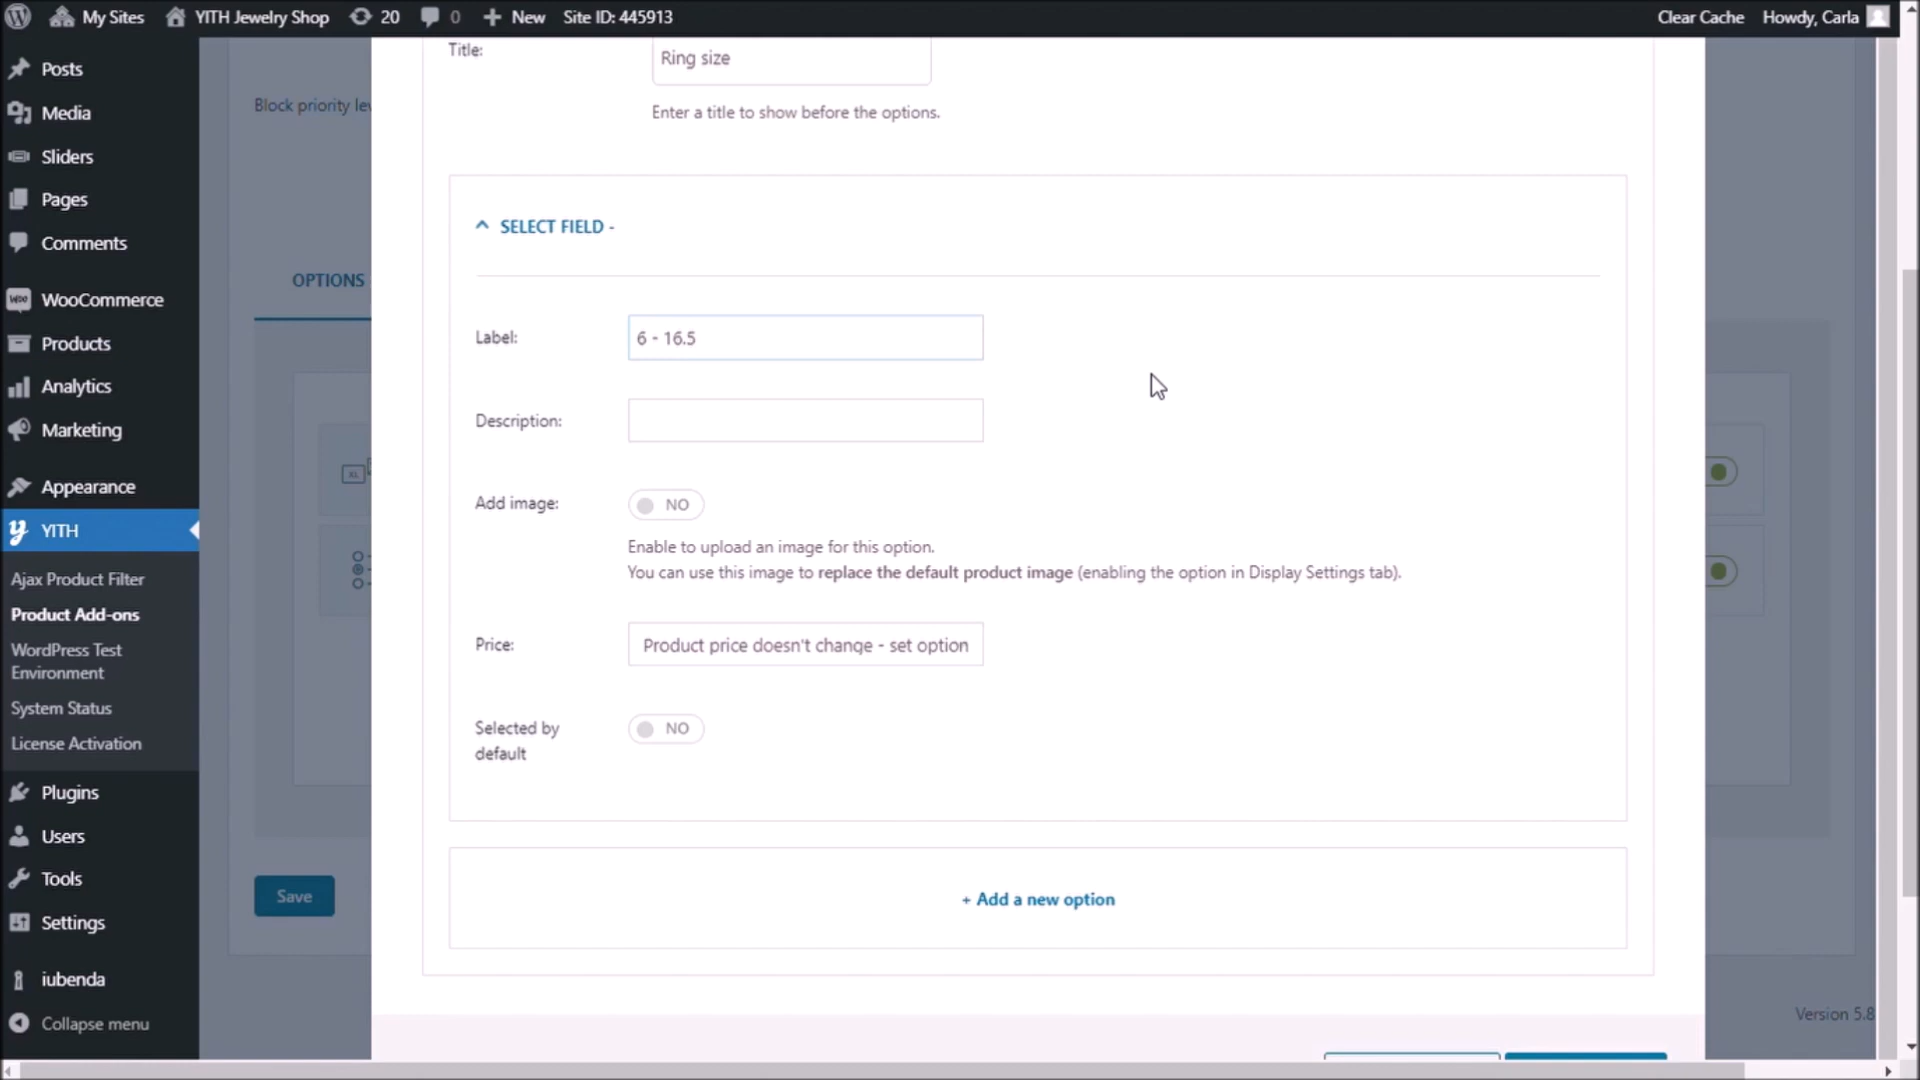 My Sites
YITH Jewelry Shop
20
0
New
Site ID: 445913
Clear Cache
Howdy, Carla
Posts
Media
Sliders
Pages
Comments
WooCommerce
Products
Analytics
Marketing
Appearance
YITH
Ajax Product Filter
Product Add-ons
WordPress Test
Environment
System Status
License Activation
Plugins
Users
Tools
Settings
iubenda
Collapse menu
Block priority lev
OPTIONS
XL
Save
Title:
Ring size
Enter a title to show before the options.
SELECT FIELD -
Label:
6 - 16.5
Description:
Add image:
NO
Enable to upload an image for this option.
You can use this image to replace the default product image (enabling the option in Display Settings tab).
Price:
Product price doesn't change - set option
Selected by
default
NO
+ Add a new option
Version 5.8